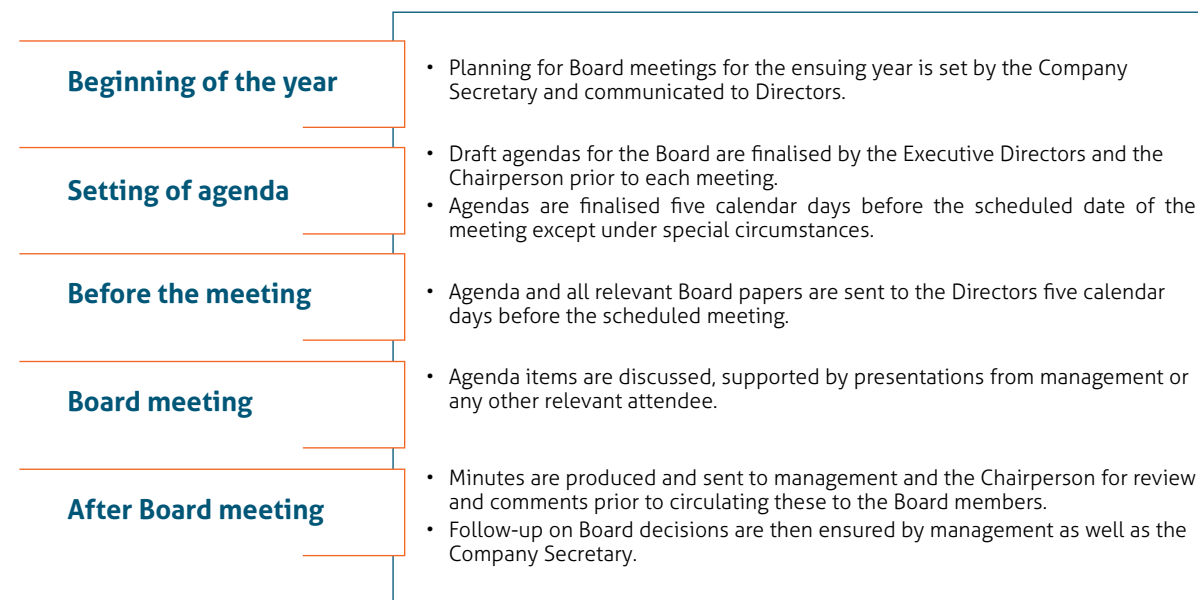 Beginning of the year
• Planning for Board meetings for the ensuing year is set by the Company
Secretary and communicated to Directors.
Setting of agenda
• Draft agendas for the Board are finalised by the Executive Directors and the
Chairperson prior to each meeting.
• Agendas are finalised five calendar days before the scheduled date of the
meeting except under special circumstances.
Before the meeting
• Agenda and all relevant Board papers are sent to the Directors five calendar
days before the scheduled meeting.
Board meeting
• Agenda items are discussed, supported by presentations from management or
any other relevant attendee.
After Board meeting
• Minutes are produced and sent to management and the Chairperson for review
and comments prior to circulating these to the Board members.
• Follow-up on Board decisions are then ensured by management as well as the
Company Secretary.